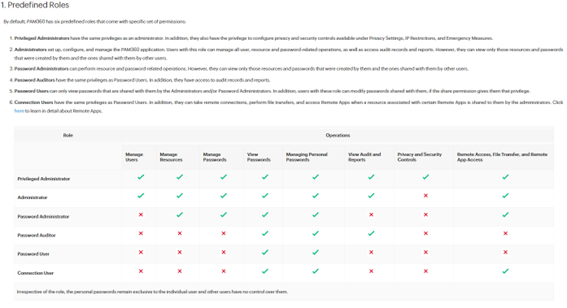 1. Predefined Roles
By default, PAM360 has six predefined roles that come with specific set of permissions:
1. Privileged Administrators have the same privileges as an administrator. In addition, they also have the privilege to configure privacy and security controls available under Privacy Settings, IP Restrictions, and Emergency Measures.
2. Administrators set up, configure, and manage the PAM360 application. Users with this role can manage all user, resource and password-related operations, as well as access audit records and reports. However, they can view only those resources and passwords
that were created by them and the ones shared with them by other users.
3. Password Administrators can perform resource and password related operations. However, they can view only those resources and passwords that were created by them and the ones shared with them by other users.
4. Password Auditors have the same privileges as Password Users. In addition, they have access to audit records and reports.
5. Password Users can only view passwords that are shared with them by the Administrators and/or Password Administrators. In addition, users with these role can modify passwords shared with them, if the share permission gives them that privilege.
6. Connection Users have the same privileges as Password Users. In addition, they can take remote connections, perform file transfers, and access Remote Apps when a resource associated with certain Remote Apps is shared to them by the administrators. Click
here to learn in detail about Remote Apps.
Role Operations
Manage Users Manage Resources Manage Passwords View Passwords Managing Personal Passwords View Audit and Reports Privacy and Security Controls Remote Access, File Transfer, and Remote App Access
Privileged Administrator
Administrator
Password Administrator
Password Auditor
Password User
Connection User
Irrespective of the role, the personal passwords remain exclusive to the individual user and other users have no control over them.